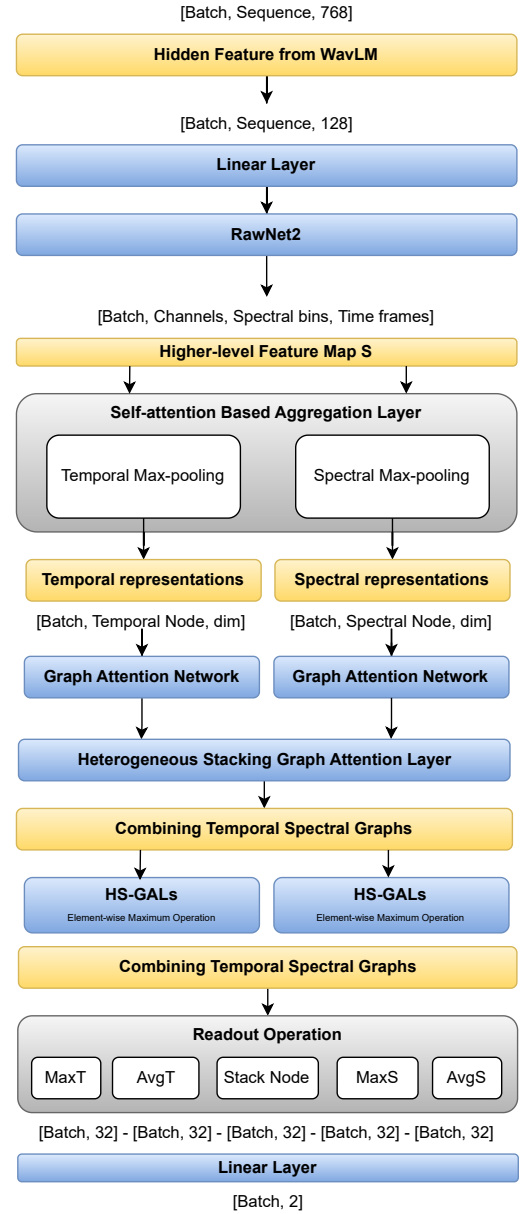 [Batch, Sequence, 768]
Hidden Feature from WavLM
[Batch, Sequence, 128]
Linear Layer
RawNet2
[Batch, Channels, Spectral bins, Time frames]
Higher-level Feature Map S
Self-attention Based Aggregation Layer
Temporal Max-pooling
Spectral Max-pooling
Temporal representations
Spectral representations
[Batch, Temporal Node, dim]
[Batch, Spectral Node, dim]
Graph Attention Network
Graph Attention Network
Heterogeneous Stacking Graph Attention Layer
Combining Temporal Spectral Graphs
HS-GALs
Element-wise Maximum Operation
HS-GALs
Element-wise Maximum Operation
Combining Temporal Spectral Graphs
Readout Operation
MaxT
AvgT
Stack Node
MaxS
AvgS
[Batch, 32] - [Batch, 32] - [Batch, 32] - [Batch, 32] - [Batch, 32]
Linear Layer
[Batch, 2]